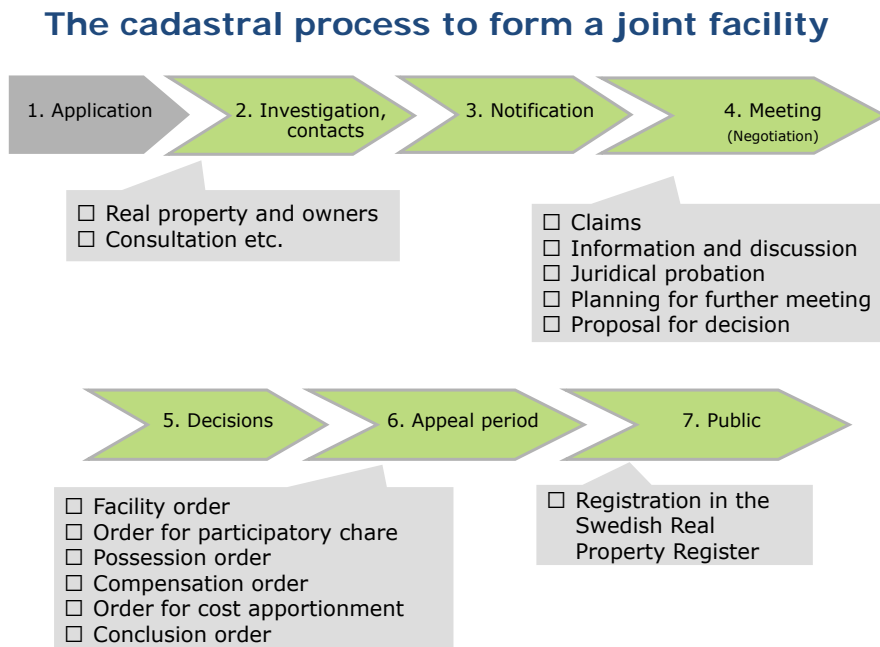 The cadastral process to form a joint facility
1. Application
2. Investigation,
contacts
3. Notification
4. Meeting
(Negotiation)
☐ Real property and owners
☐ Consultation etc.
☐ Claims
☐ Information and discussion
☐ Juridical probation
☐ Planning for further meeting
☐ Proposal for decision
5. Decisions
6. Appeal period
7. Public
☐ Facility order
☐ Order for participatory chare
☐ Possession order
☐ Compensation order
☐ Order for cost apportionment
☐ Conclusion order
☐ Registration in the
Swedish Real
Property Register